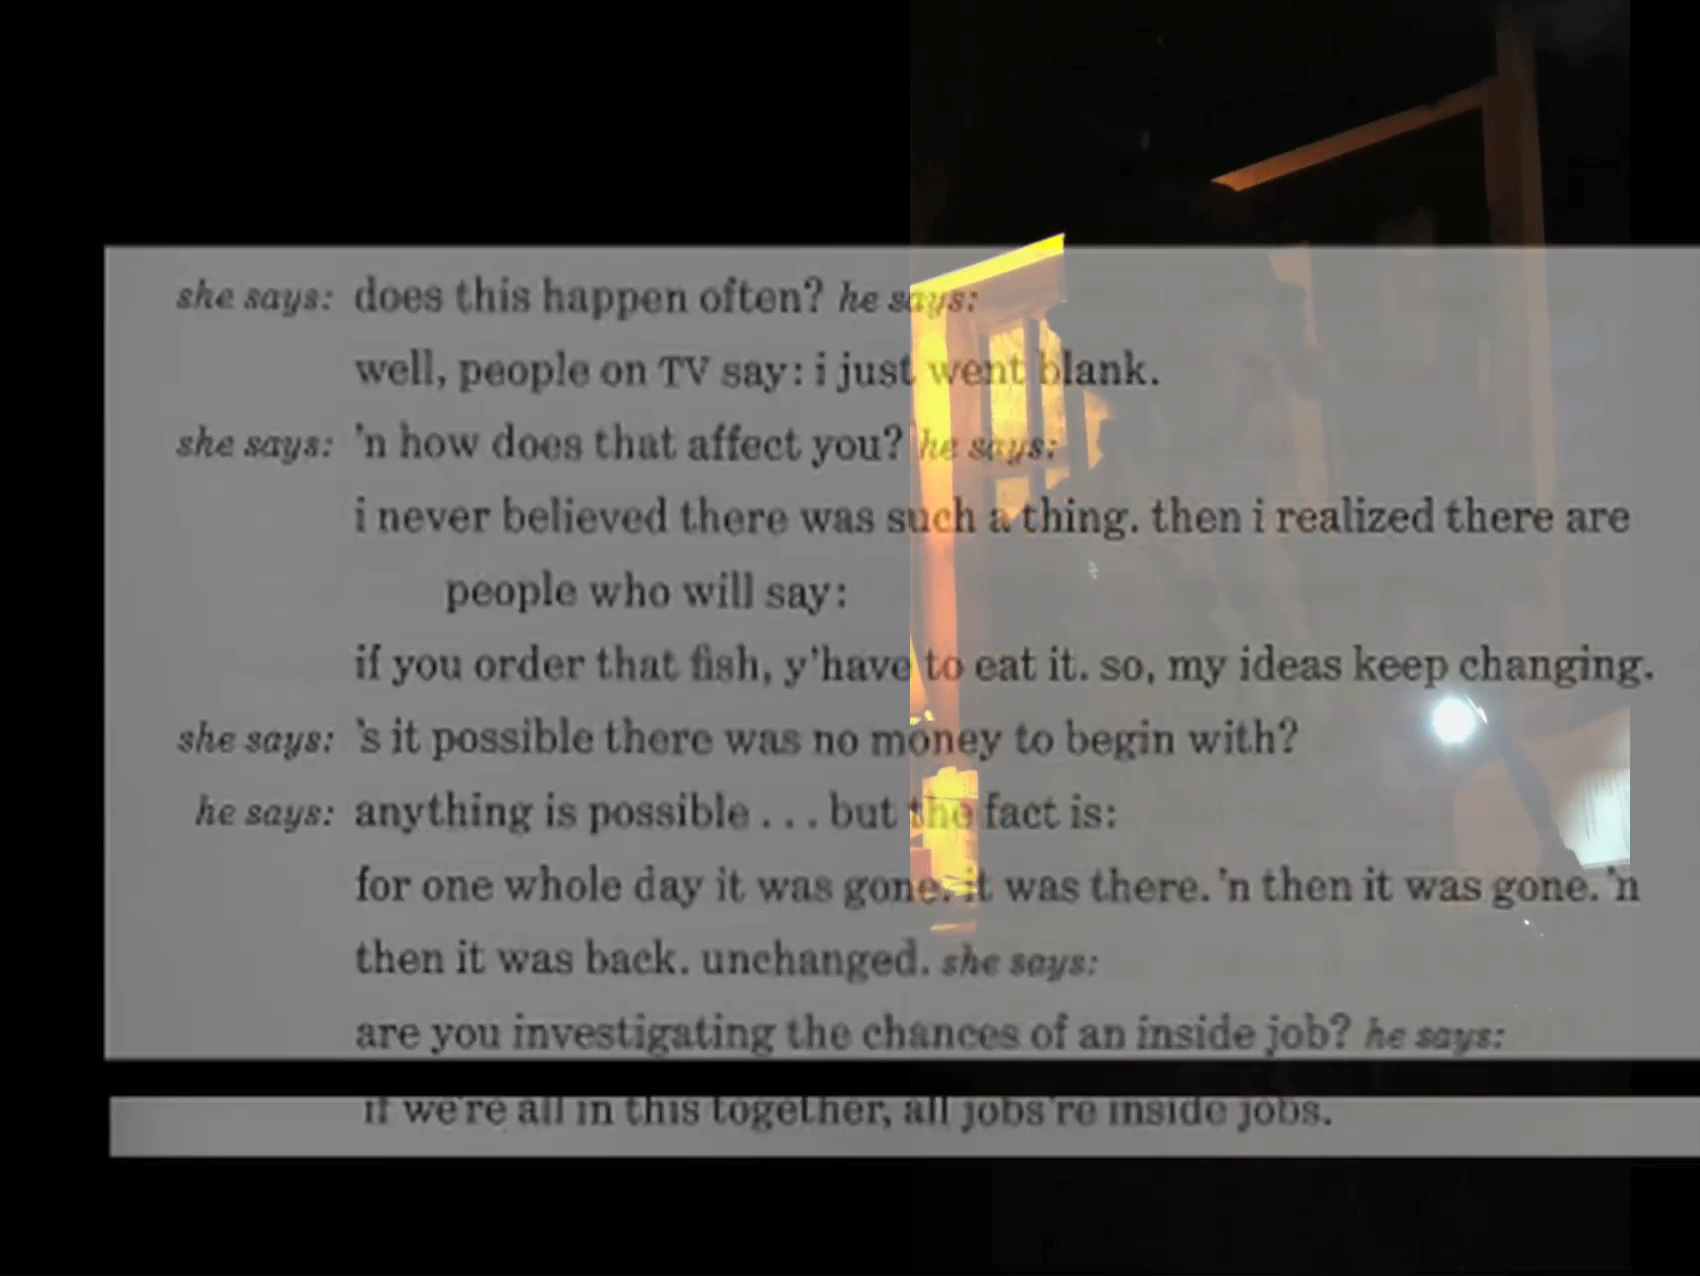 she says: does this happen often? he says:
well, people on TV say: i just went blank.
she says: 'n how does that affect you? he says:
i never believed there was such a thing. then i realized there are
people who will say:
if you order that fish, y'have to eat it. so, my ideas keep changing.
she says: 's it possible there was no money to begin with?
he says: anything is possible . . . but the fact is:
for one whole day it was gone. it was there. 'n then it was gone. 'n
then it was back. unchanged. she says:
are you investigating the chances of an inside job? he says:
if we're all in this together, all jobs're inside jobs.